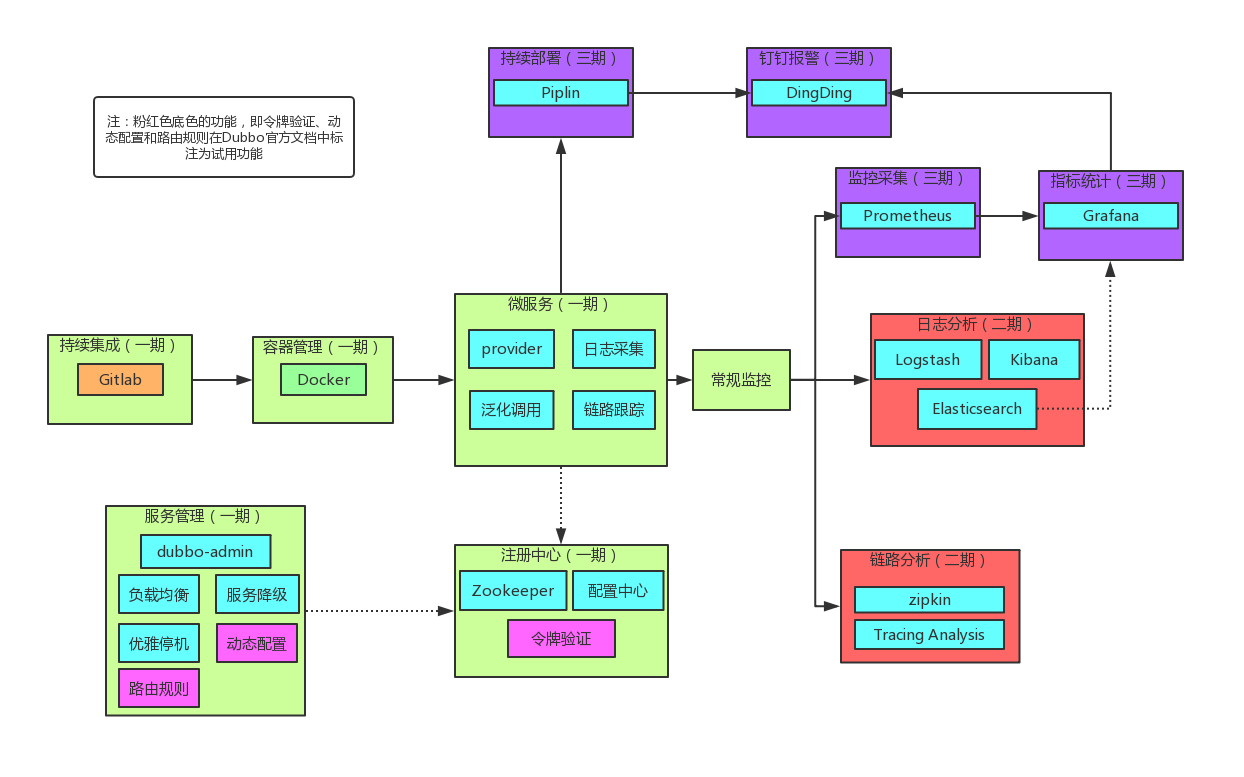 持续部署（三期）
Piplin
钉钉报警（三期）
DingDing
注：粉红色底色的功能，即令牌验证、动
态配置和路由规则在Dubbo官方文档中标
注为试用功能
监控采集（三期）
Prometheus
指标统计（三期）
Grafana
持续集成（一期）
Gitlab
容器管理（一期）
Docker
微服务（一期）
provider
日志采集
泛化调用
链路跟踪
常规监控
日志分析（二期）
Logstash
Kibana
Elasticsearch
服务管理（一期）
dubbo-admin
负载均衡
服务降级
优雅停机
动态配置
路由规则
注册中心（一期）
Zookeeper
配置中心
令牌验证
链路分析（二期）
zipkin
Tracing Analysis